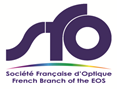 sfo
Société Française d'Optique
French Branch of the EOS